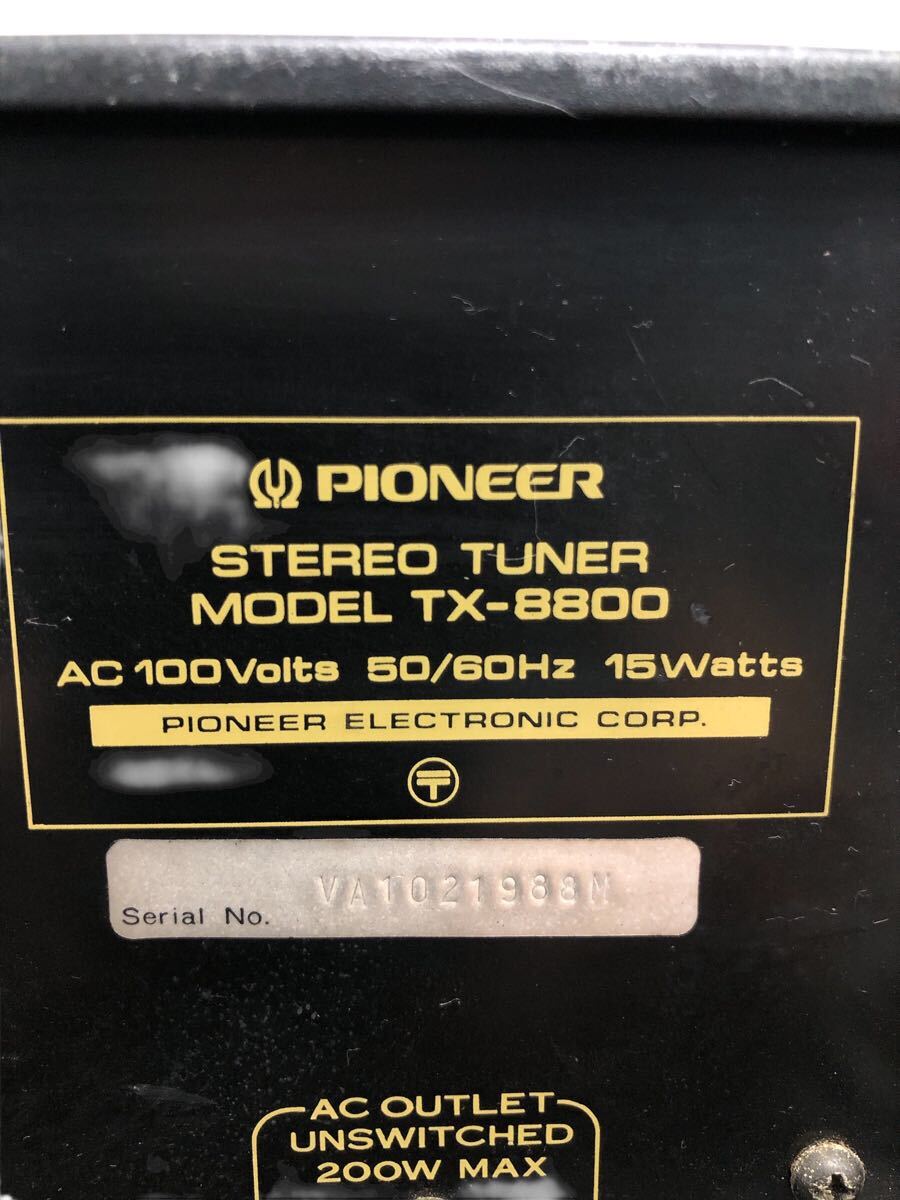 PIONEER
STEREO TUNER
MODEL TX-8800
AC 100Volts 50/60Hz 15Watts
PIONEER ELECTRONIC CORP.
VA1021988M
Serial No.
AC OUTLET
UNSWITCHED
200W MAX